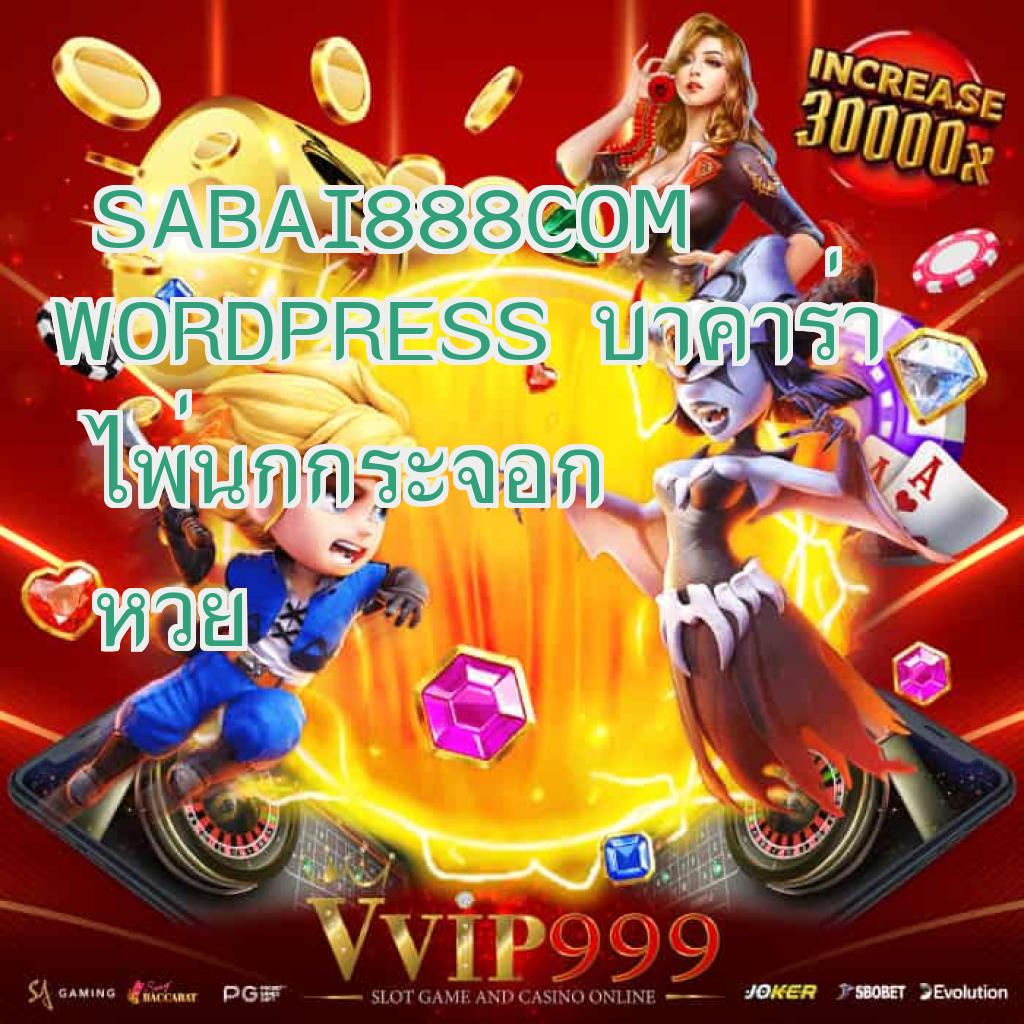 INCREASE
30000x
SABAI888COM
WORDPRESS บาคาร่า
ไพ่นกกระจอก
หวย
A
A
VVIP999
SLOT GAME AND CASINO ONLINE
SA GAMING
Sexy BACCARAT
PG
JOKER
SBOBET
Evolution